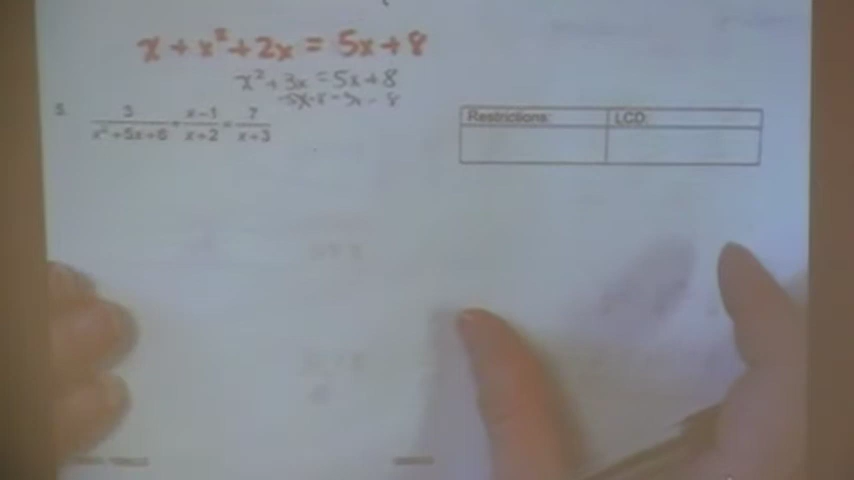 x + x² + 2x = 5x + 8
x² + 3x = 5x + 8
-5x - 8 - 5x - 8
5. 3/(x² + 5x + 6) + (x - 1)/(x + 2) = 7/(x + 3)
Restrictions: LCD: